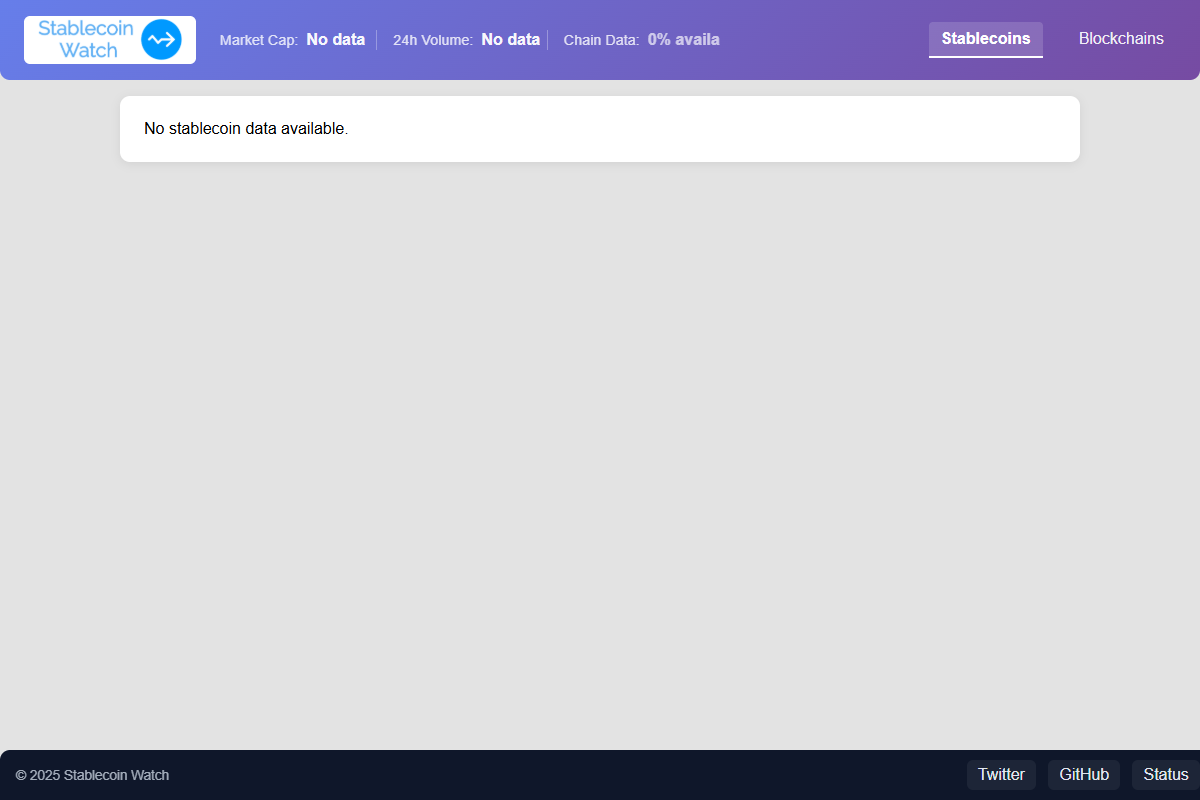 Stablecoin
Watch
Market Cap: No data
24h Volume: No data
Chain Data: 0% availa
Stablecoins
Blockchains
No stablecoin data available.
© 2025 Stablecoin Watch
Twitter
GitHub
Status